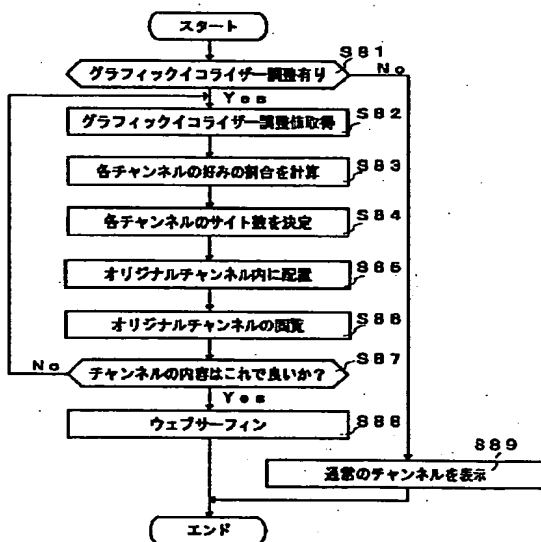 スタート
グラフィックイコライザー調整有り
S81
No
Yes
グラフィックイコライザー調整値取得
S82
各チャンネルの好みの割合を計算
S83
各チャンネルのサイト数を決定
S84
オリジナルチャンネル内に配置
S85
オリジナルチャンネルの閲覧
S86
チャンネルの内容はこれで良いか?
S87
No
Yes
ウェブサーフィン
S88
S89
通常のチャンネルを表示
エンド